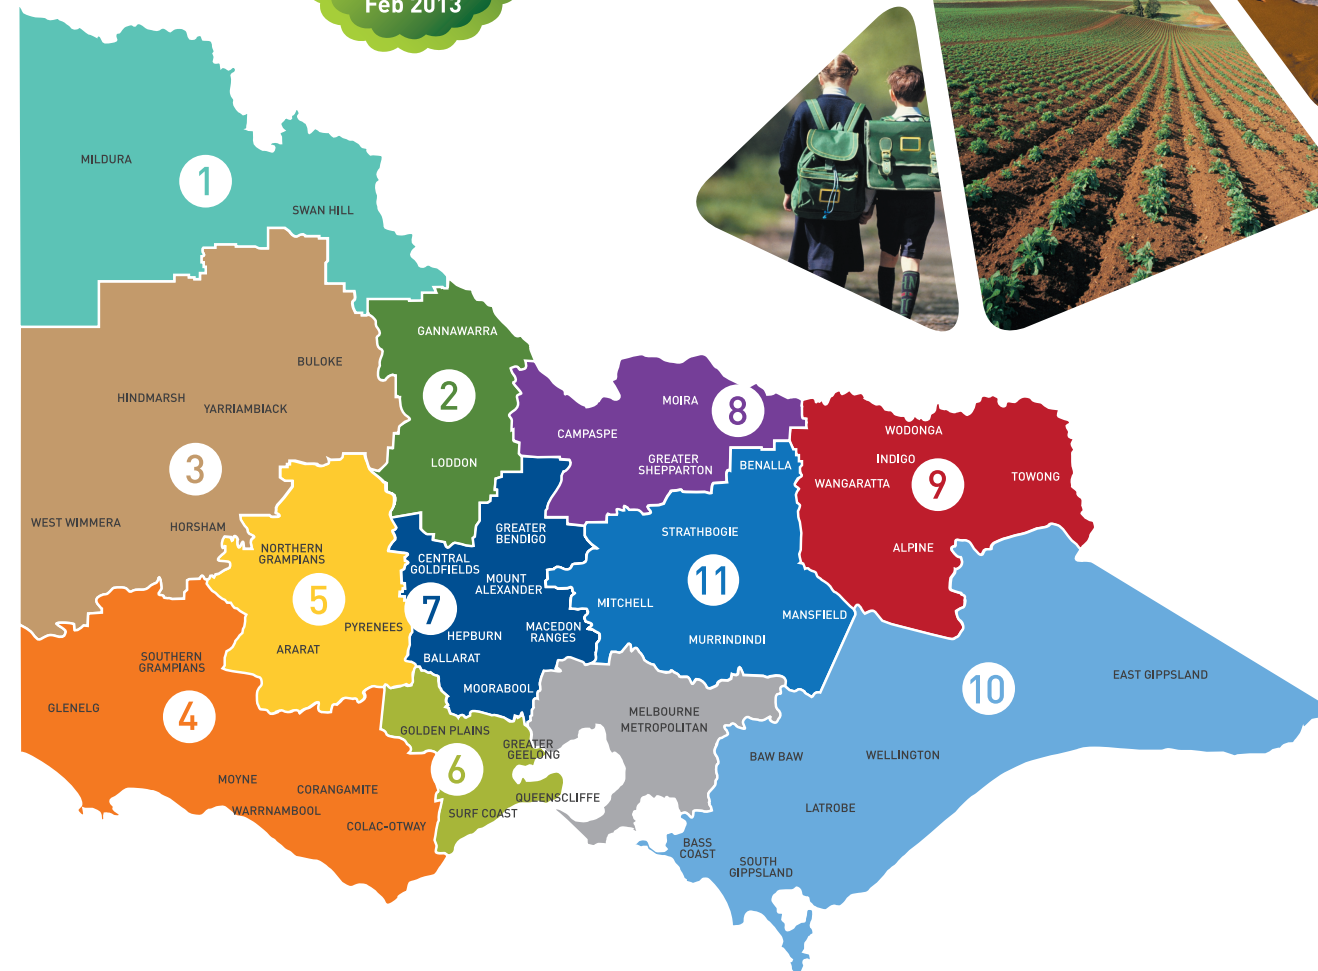 Feb 2013
MILDURA
1
SWAN HILL
GANNAWARRA
BULOKE
2
HINDMARSH
YARRIAMBIACK
LODDON
3
WEST WIMMERA
HORSHAM
MOIRA
8
CAMPASPE
GREATER
SHEPPARTON
BENALLA
WODONGA
INDIGO
WANGARATTA
9
TOWONG
ALPINE
NORTHERN
GRAMPIANS
5
PYRENEES
ARARAT
GREATER
BENDIGO
CENTRAL
GOLDFIELDS
MOUNT
ALEXANDER
7
HEPBURN
MACEDON
RANGES
BALLARAT
MOORABOOL
STRATHBOGIE
11
MITCHELL
MANSFIELD
MURRINDINDI
SOUTHERN
GRAMPIANS
GLENELG
4
MOYNE
CORANGAMITE
WARRNAMBOOL
COLAC-OTWAY
GOLDEN PLAINS
GREATER
GEELONG
6
QUEENSCLIFFE
SURF COAST
MELBOURNE
METROPOLITAN
10
EAST GIPPSLAND
BAW BAW
WELLINGTON
LATROBE
BASS
COAST
SOUTH
GIPPSLAND